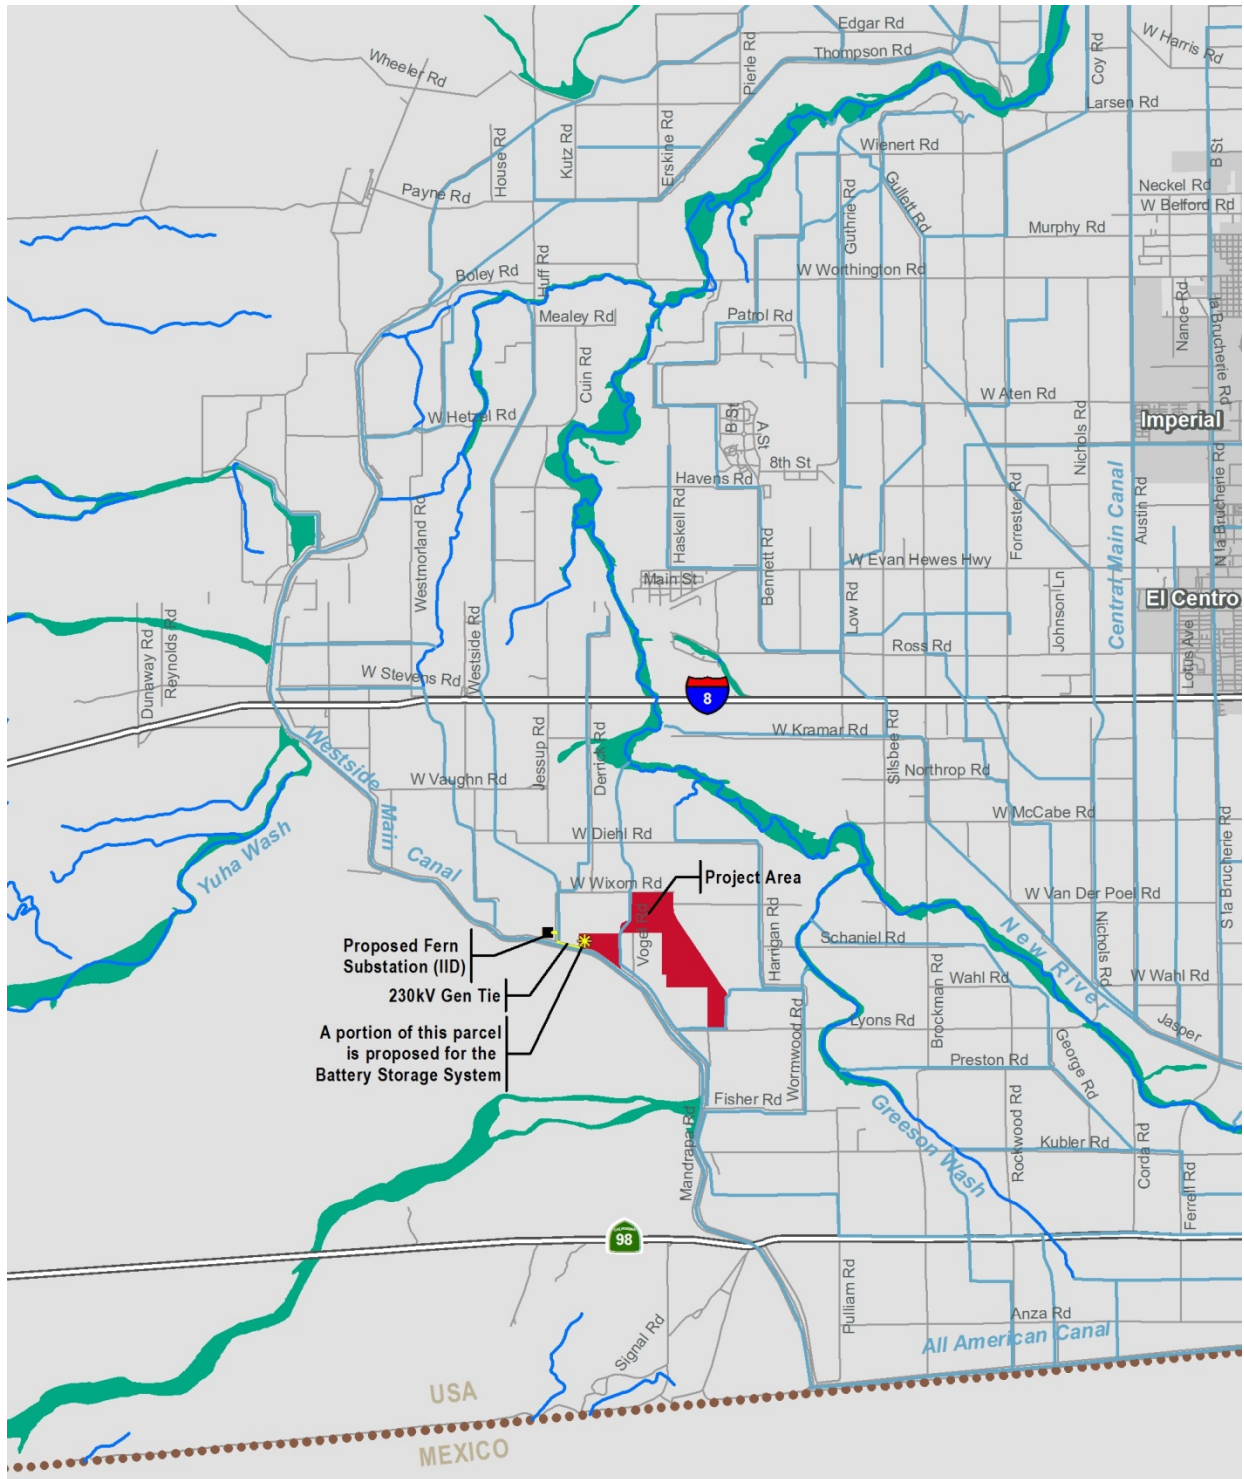 Edgar Rd
W Harris Rd
Thompson Rd
Coy Rd
Pierle Rd
Wheeler Rd
Larsen Rd
House Rd
Kutz Rd
Erskine Rd
Wienert Rd
B St
Payne Rd
Gullett Rd
Neckel Rd
W Belford Rd
Guthrie Rd
Murphy Rd
Boley Rd
Huff Rd
W Worthington Rd
Mealey Rd
Patrol Rd
Nance Rd
la Brucherie Rd
Cuin Rd
W Aten Rd
W Hetzel Rd
B St
A St
Nichols Rd
Imperial
8th St
Havens Rd
Westmorland Rd
Haskell Rd
Forrester Rd
Central Main Canal
Austin Rd
N la Brucherie Rd
Bennett Rd
W Evan Hewes Hwy
Main St
Low Rd
Johnson Ln
El Centro
Dunaway Rd
Reynolds Rd
Westside Rd
Ross Rd
Lotus Ave
W Stevens Rd
8
Westside
Main
Canal
Jessup Rd
Derrick Rd
W Kramar Rd
Silsbee Rd
W Vaughn Rd
Northrop Rd
W McCabe Rd
Yuha Wash
W Diehl Rd
S la Brucherie Rd
W Wixom Rd
Project Area
W Van Der Poel Rd
Vogel Rd
Harrigan Rd
Nichols Rd
Proposed Fern
Substation (IID)
Schaniel Rd
New River
230kV Gen Tie
Brockman Rd
Wahl Rd
W Wahl Rd
A portion of this parcel
is proposed for the
Battery Storage System
Wormwood Rd
Lyons Rd
Jasper
Preston Rd
George Rd
Fisher Rd
Greeson Wash
Mandrapa Rd
Rockwood Rd
Kubler Rd
Corda Rd
Ferrell Rd
CALIFORNIA
98
Pulliam Rd
Signal Rd
Anza Rd
All American Canal
USA
MEXICO